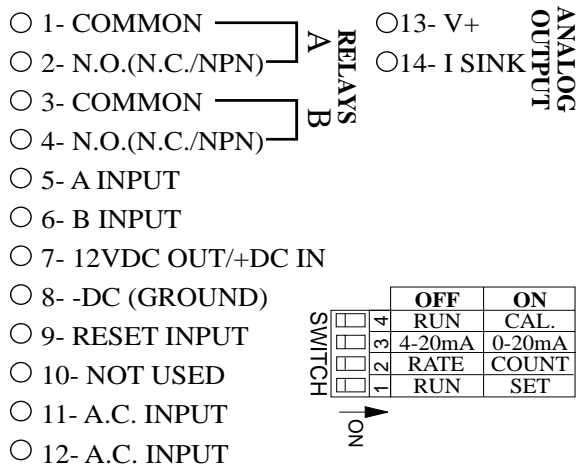 1- COMMON
2- N.O.(N.C./NPN)
3- COMMON
4- N.O.(N.C./NPN)
5- A INPUT
6- B INPUT
7- 12VDC OUT/+DC IN
8- -DC (GROUND)
9- RESET INPUT
10- NOT USED
11- A.C. INPUT
12- A.C. INPUT
A
B
RELAYS
13- V+
14- I SINK
ANALOG
OUTPUT
SWITCH
OFF ON
4 RUN CAL.
3 4-20mA 0-20mA
2 RATE COUNT
1 RUN SET
ON